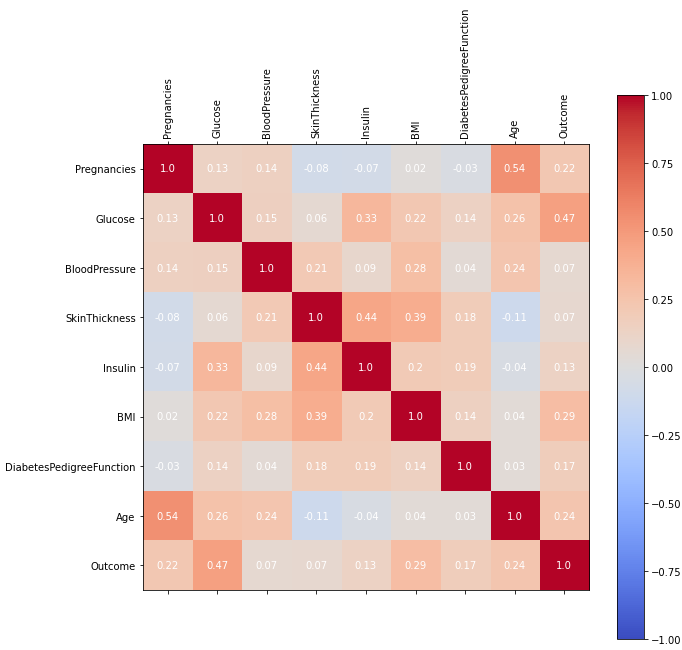 Pregnancies
Glucose
BloodPressure
SkinThickness
Insulin
BMI
DiabetesPedigreeFunction
Age
Outcome
Pregnancies 1.0 0.13 0.14 -0.08 -0.07 0.02 -0.03 0.54 0.22
Glucose 0.13 1.0 0.15 0.06 0.33 0.22 0.14 0.26 0.47
BloodPressure 0.14 0.15 1.0 0.21 0.09 0.28 0.04 0.24 0.07
SkinThickness -0.08 0.06 0.21 1.0 0.44 0.39 0.18 -0.11 0.07
Insulin -0.07 0.33 0.09 0.44 1.0 0.2 0.19 -0.04 0.13
BMI 0.02 0.22 0.28 0.39 0.2 1.0 0.14 0.04 0.29
DiabetesPedigreeFunction -0.03 0.14 0.04 0.18 0.19 0.14 1.0 0.03 0.17
Age 0.54 0.26 0.24 -0.11 -0.04 0.04 0.03 1.0 0.24
Outcome 0.22 0.47 0.07 0.07 0.13 0.29 0.17 0.24 1.0
1.00
0.75
0.50
0.25
0.00
−0.25
−0.50
−0.75
−1.00